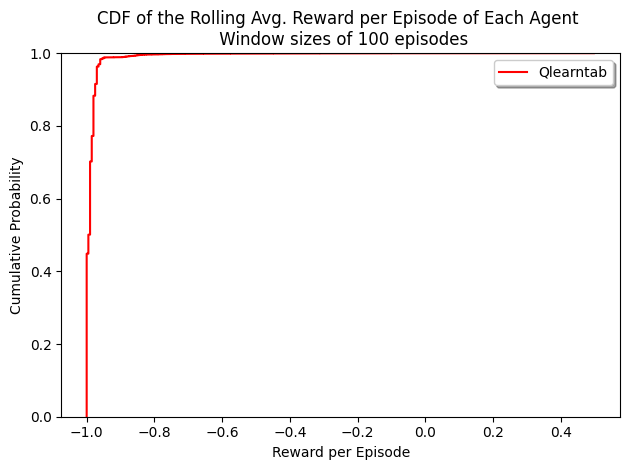 CDF of the Rolling Avg. Reward per Episode of Each Agent
Window sizes of 100 episodes
Qlearntab
Cumulative Probability
1.0
0.8
0.6
0.4
0.2
0.0
−1.0 −0.8 −0.6 −0.4 −0.2 0.0 0.2 0.4
Reward per Episode